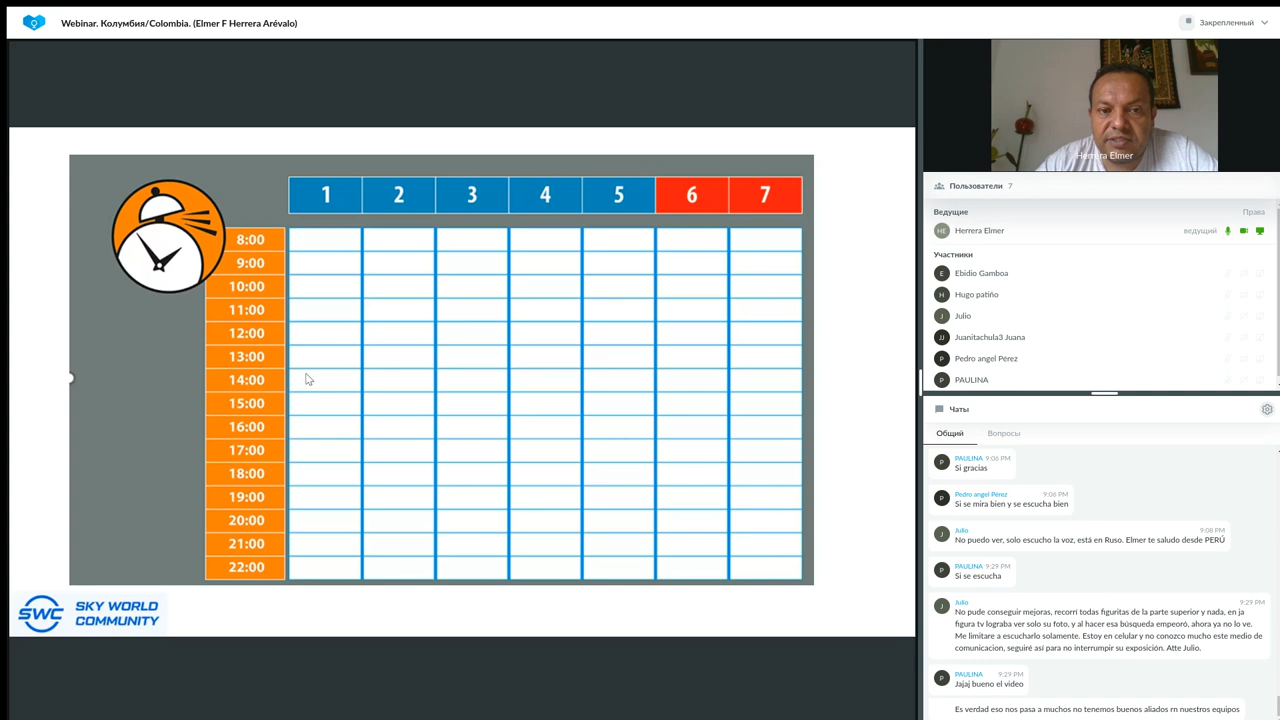 Webinar. Колумбия/Colombia. (Elmer F Herrera Arévalo)
Закрепленный
1 2 3 4 5 6 7
8:00
9:00
10:00
11:00
12:00
13:00
14:00
15:00
16:00
17:00
18:00
19:00
20:00
21:00
22:00
SWC SKY WORLD
COMMUNITY
Herrera Elmer
Пользователи 7
Ведущие Права
HE Herrera Elmer ведущий
Участники
E Ebidio Gamboa
H Hugo patiño
J Julio
JJ Juanitachula3 Juana
P Pedro angel Pérez
P PAULINA
Чаты
Общий Вопросы
P PAULINA 9:06 PM
Si gracias
P Pedro angel Pérez 9:06 PM
Si se mira bien y se escucha bien
J Julio 9:08 PM
No puedo ver, solo escucho la voz, está en Ruso. Elmer te saludo desde PERÚ
P PAULINA 9:29 PM
Si se escucha
J Julio 9:29 PM
No pude conseguir mejoras, recorrí todas figuritas de la parte superior y nada, en ja
figura tv lograba ver solo su foto, y al hacer esa búsqueda empeoró, ahora ya no lo ve.
Me limitare a escucharlo solamente. Estoy en celular y no conozco mucho este medio de
comunicacion, seguiré así para no interrumpir su exposición. Atte Julio.
P PAULINA 9:29 PM
Jajaj bueno el video
Es verdad eso nos pasa a muchos no tenemos buenos aliados rn nuestro equipos